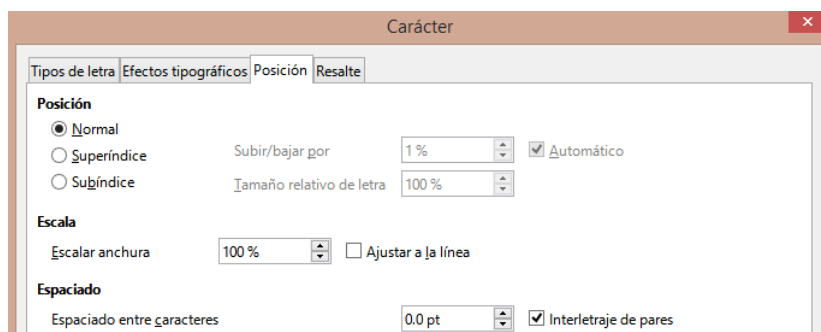 Carácter
Tipos de letra Efectos tipográficos Posición Resalte
Posición
Normal
Superíndice Subir/bajar por 1 % Automático
Subíndice Tamaño relativo de letra 100 %
Escala
Escalar anchura 100 % Ajustar a la línea
Espaciado
Espaciado entre caracteres 0.0 pt Interletraje de pares